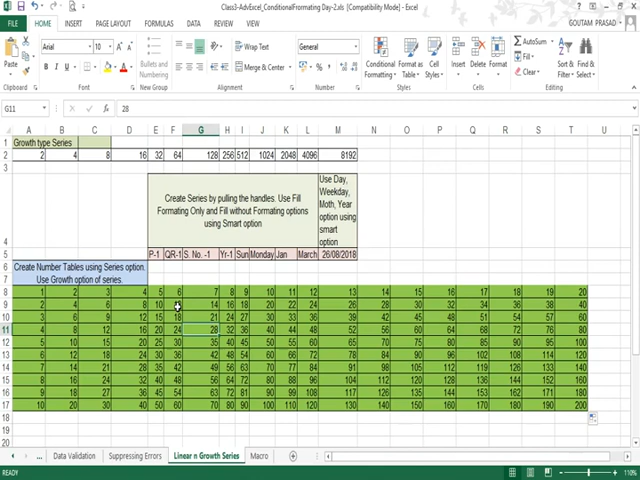 Class3-AdvExcel_ConditionalFormating_Day-2.xls [Compatibility Mode] - Excel
FILE HOME INSERT PAGE LAYOUT FORMULAS DATA REVIEW VIEW GOUTAM PRASAD
Paste Arial 10 Wrap Text General AutoSum
Bullets and Numbering Conditional Formatting Format as Table Cell Styles Insert Delete Format Fill Sort & Filter Find & Select
B I U Merge & Center Clear
Clipboard Font New Group Alignment Number Styles Cells Editing
G11 28
A B C D E F G H I J K L M N O P Q R S T U
1 Growth type Series
2 2 4 8 16 32 64 128 256 512 1024 2048 4096 8192
3
4 Create Series by pulling the handles. Use Fill Formating Only and Fill without Formating options using Smart option Use Day, Weekday, Moth, Year option using smart option
5 P-1 QR-1 S. No. -1 Yr-1 Sun Monday Jan March 26/08/2018
6 Create Number Tables using Series option.
7 Use Growth option of series.
8 1 2 3 4 5 6 7 8 9 10 11 12 13 14 15 16 17 18 19 20
9 2 4 6 8 10 14 16 18 20 22 24 26 28 30 32 34 36 38 40
10 3 6 9 12 15 18 21 24 27 30 33 36 39 42 45 48 51 54 57 60
11 4 8 12 16 20 24 28 32 36 40 44 48 52 56 60 64 68 72 76 80
12 5 10 15 20 25 30 35 40 45 50 55 60 65 70 75 80 85 90 95 100
13 6 12 18 24 30 36 42 48 54 60 66 72 78 84 90 96 102 108 114 120
14 7 14 21 28 35 42 49 56 63 70 77 84 91 98 105 112 119 126 133 140
15 8 16 24 32 40 48 56 64 72 80 88 96 104 112 120 128 136 144 152 160
16 9 18 27 36 45 54 63 72 81 90 99 108 117 126 135 144 153 162 171 180
17 10 20 30 40 50 60 70 80 90 100 110 120 130 140 150 160 170 180 190 200
18
19
20
... Data Validation Suppressing Errors Linear n Growth Series Macro
READY 110%